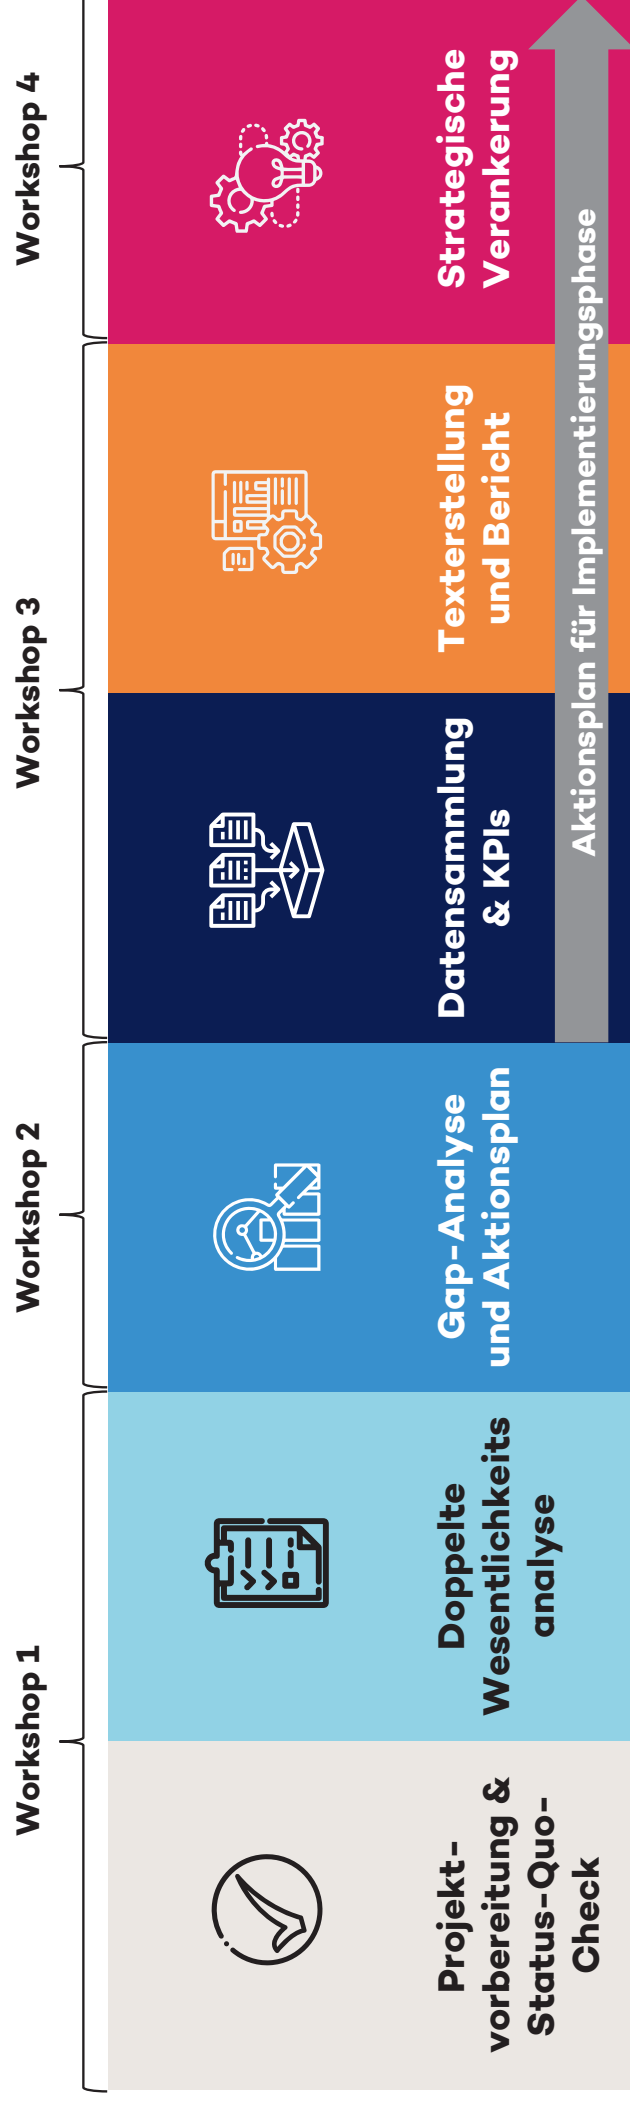 Workshop 1
Workshop 2
Workshop 3
Workshop 4
Projekt-
vorbereitung &
Status-Quo-
Check
Doppelte
Wesentlichkeits
analyse
Gap-Analyse
und Aktionsplan
Datensammlung
& KPIs
Texterstellung
und Bericht
Strategische
Verankerung
Aktionsplan für Implementierungsphase